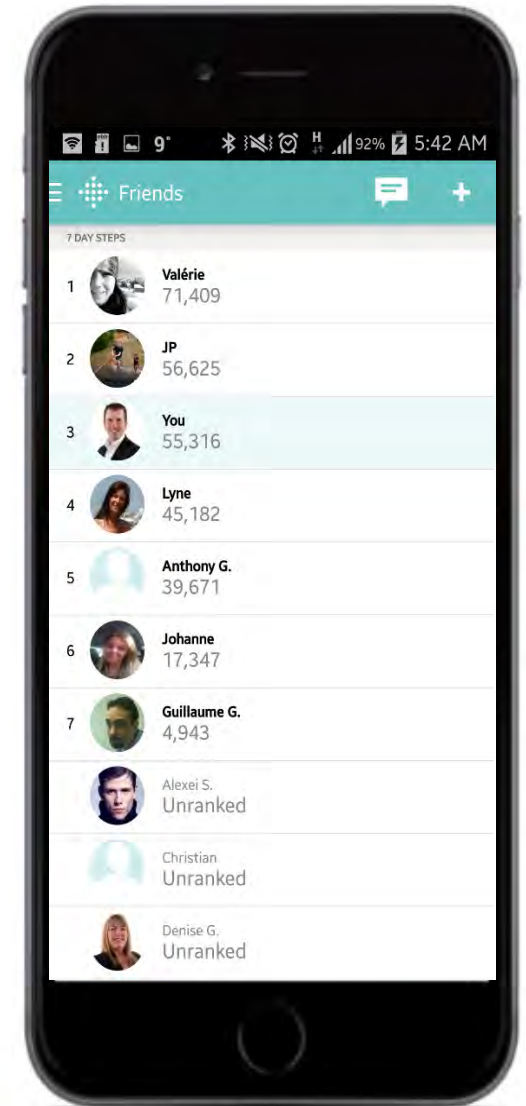 9° H 92% 5:42 AM
Friends
7 DAY STEPS
1 Valérie
71,409
2 JP
56,625
3 You
55,316
4 Lyne
45,182
5 Anthony G.
39,671
6 Johanne
17,347
7 Guillaume G.
4,943
Alexei S.
Unranked
Christian
Unranked
Denise G.
Unranked